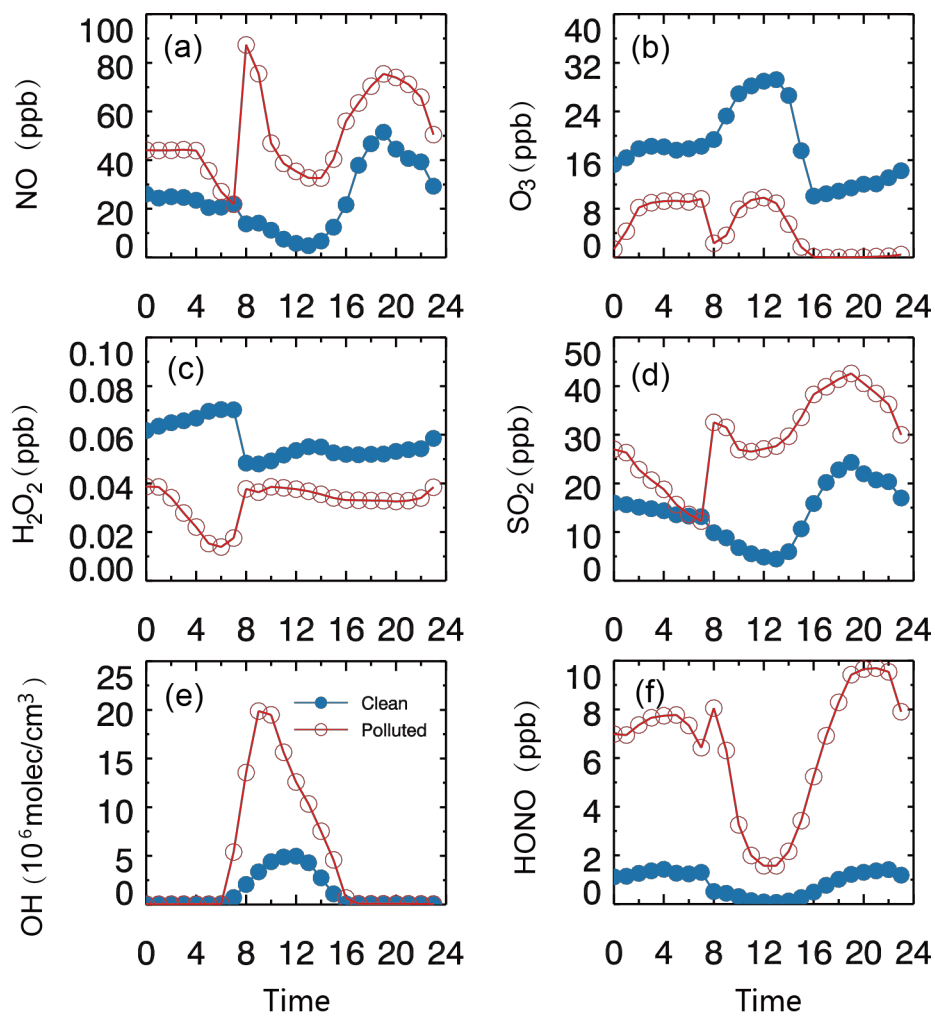 (a)
NO (ppb)
100
80
60
40
20
0
0 4 8 12 16 20 24
(b)
O₃ (ppb)
40
32
24
16
8
0
0 4 8 12 16 20 24
(c)
H₂O₂ (ppb)
0.10
0.08
0.06
0.04
0.02
0.00
0 4 8 12 16 20 24
(d)
SO₂ (ppb)
50
40
30
20
10
0
0 4 8 12 16 20 24
(e)
OH (10⁶molec/cm³)
25
20
15
10
5
0
Clean
Polluted
0 4 8 12 16 20 24
Time
(f)
HONO (ppb)
10
8
6
4
2
0
0 4 8 12 16 20 24
Time